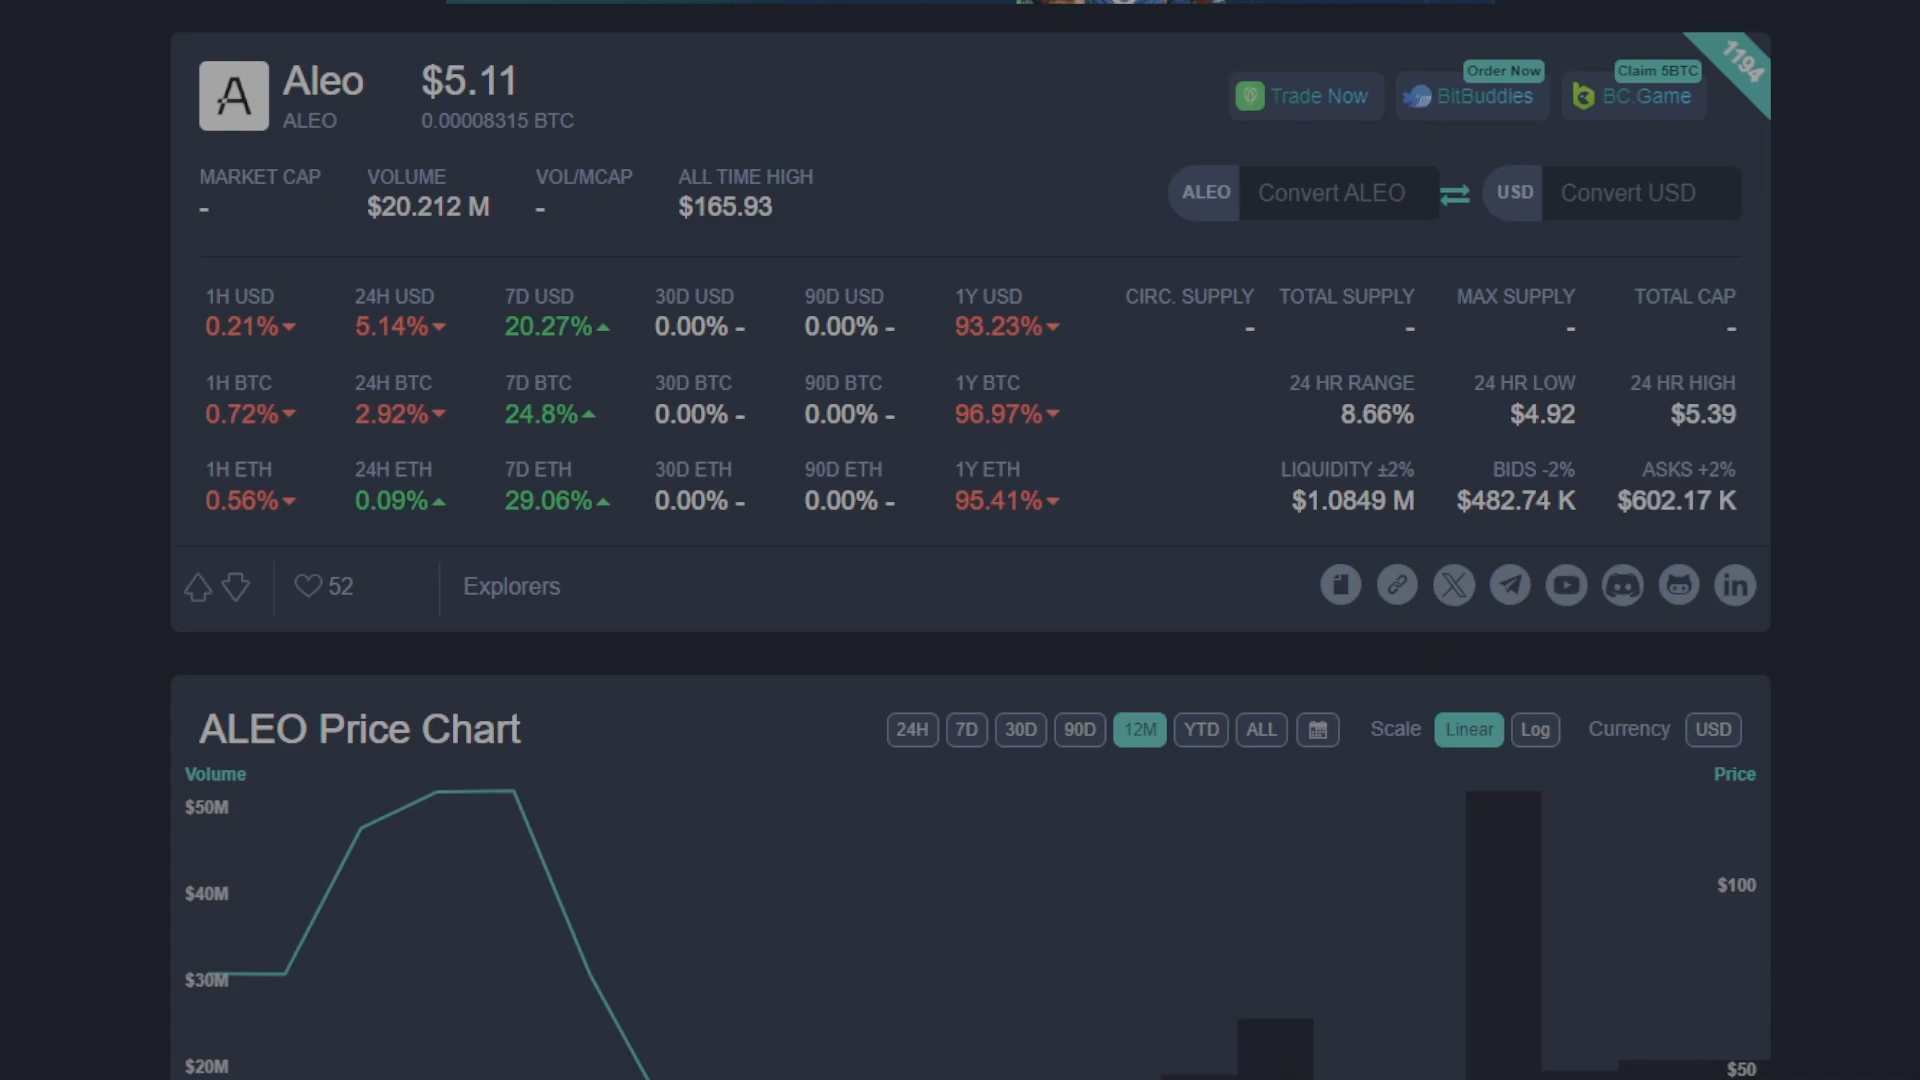 1194
Aleo $5.11
ALEO 0.00008315 BTC
Order Now Claim 5BTC
Trade Now BitBuddies BC.Game
MARKET CAP VOLUME VOL/MCAP ALL TIME HIGH
- $20.212 M - $165.93
ALEO Convert ALEO USD Convert USD
1H USD 24H USD 7D USD 30D USD 90D USD 1Y USD CIRC. SUPPLY TOTAL SUPPLY MAX SUPPLY TOTAL CAP
0.21% 5.14% 20.27% 0.00% - 0.00% - 93.23% - - - -
1H BTC 24H BTC 7D BTC 30D BTC 90D BTC 1Y BTC 24 HR RANGE 24 HR LOW 24 HR HIGH
0.72% 2.92% 24.8% 0.00% - 0.00% - 96.97% 8.66% $4.92 $5.39
1H ETH 24H ETH 7D ETH 30D ETH 90D ETH 1Y ETH LIQUIDITY ±2% BIDS -2% ASKS +2%
0.56% 0.09% 29.06% 0.00% - 0.00% - 95.41% $1.0849 M $482.74 K $602.17 K
52 Explorers
ALEO Price Chart 24H 7D 30D 90D 12M YTD ALL Scale Linear Log Currency USD
Volume Price
$50M
$100
$40M
$30M
$20M $50